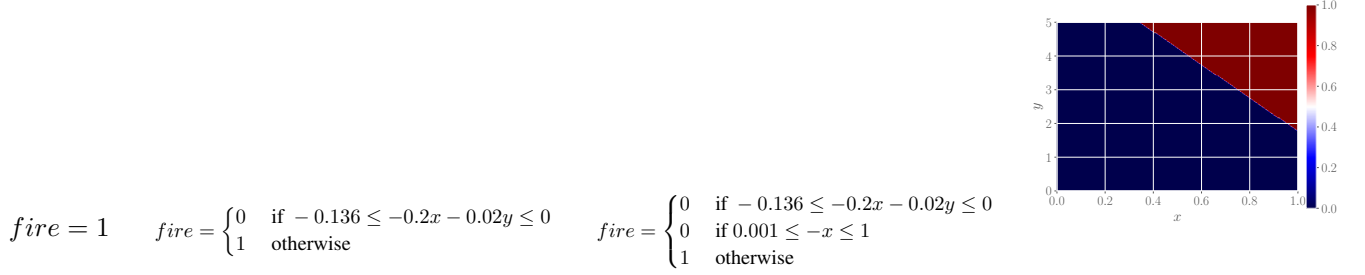 fire = 1
fire = {0 if − 0.136 ≤ −0.2x − 0.02y ≤ 0
1 otherwise
fire = {0 if − 0.136 ≤ −0.2x − 0.02y ≤ 0
0 if 0.001 ≤ −x ≤ 1
1 otherwise
5
4
3
2
1
0
y
0.0 0.2 0.4 0.6 0.8 1.0
x
1.0
0.8
0.6
0.4
0.2
0.0